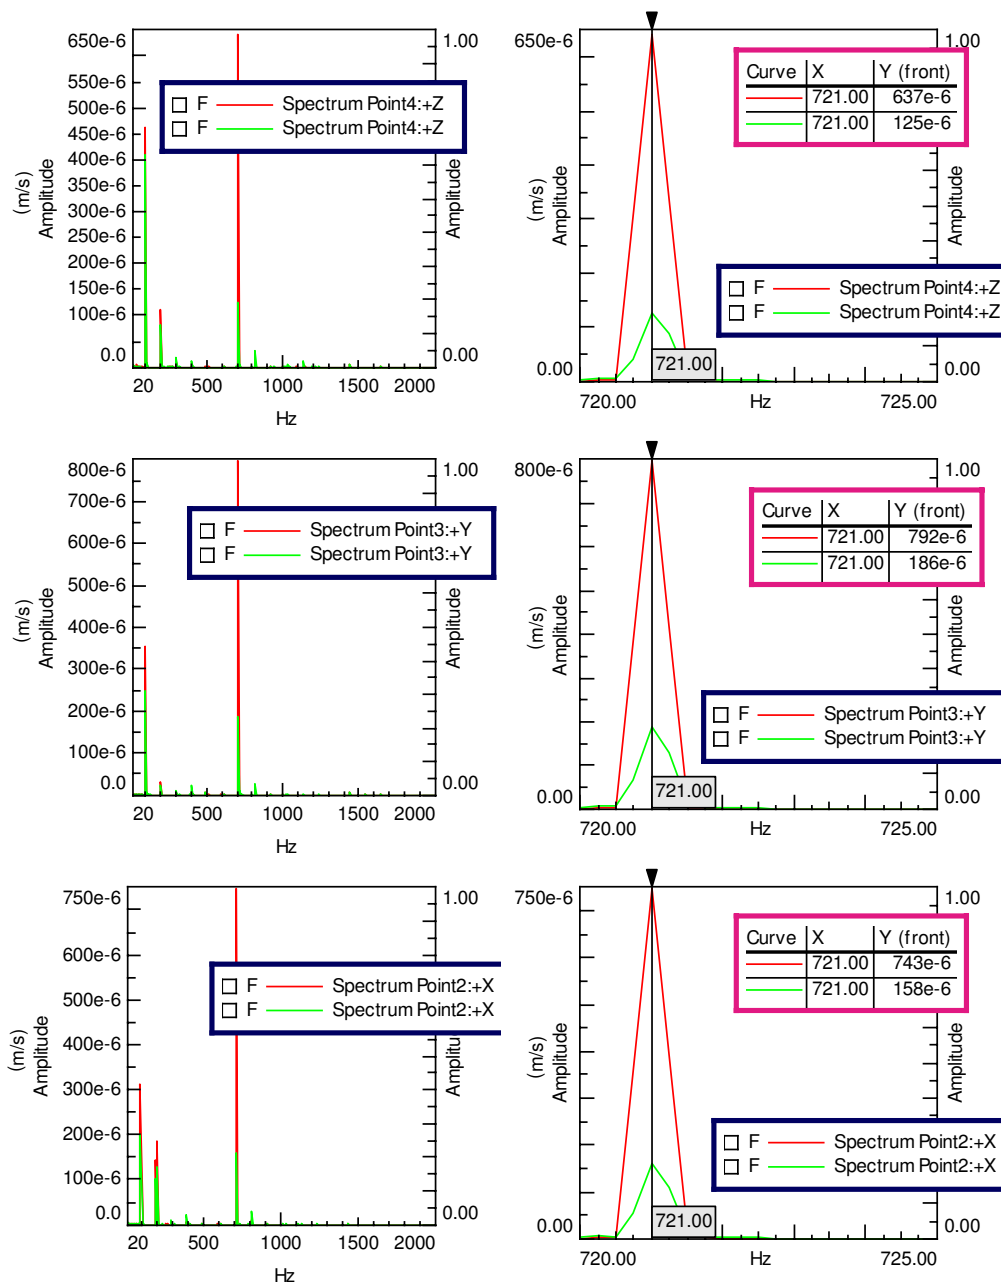 650e-6
550e-6
500e-6
450e-6
400e-6
350e-6
300e-6
250e-6
200e-6
100e-6
0.0
(m/s)
Amplitude
1.00
0.00
Amplitude
F Spectrum Point4:+Z
F Spectrum Point4:+Z
20 500 1000 1500 2000
Hz
650e-6
0.00
(m/s)
Amplitude
1.00
0.00
Amplitude
Curve X Y (front)
721.00 637e-6
721.00 125e-6
F Spectrum Point4:+Z
F Spectrum Point4:+Z
721.00
720.00 Hz 725.00
800e-6
700e-6
600e-6
500e-6
400e-6
300e-6
200e-6
100e-6
0.0
(m/s)
Amplitude
1.00
0.00
Amplitude
F Spectrum Point3:+Y
F Spectrum Point3:+Y
20 500 1000 1500 2000
Hz
800e-6
0.00
(m/s)
Amplitude
1.00
0.00
Amplitude
Curve X Y (front)
721.00 792e-6
721.00 186e-6
F Spectrum Point3:+Y
F Spectrum Point3:+Y
721.00
720.00 Hz 725.00
750e-6
600e-6
500e-6
400e-6
300e-6
200e-6
100e-6
0.0
(m/s)
Amplitude
1.00
0.00
Amplitude
F Spectrum Point2:+X
F Spectrum Point2:+X
20 500 1000 1500 2000
Hz
750e-6
0.00
(m/s)
Amplitude
1.00
0.00
Amplitude
Curve X Y (front)
721.00 743e-6
721.00 158e-6
F Spectrum Point2:+X
F Spectrum Point2:+X
721.00
720.00 Hz 725.00